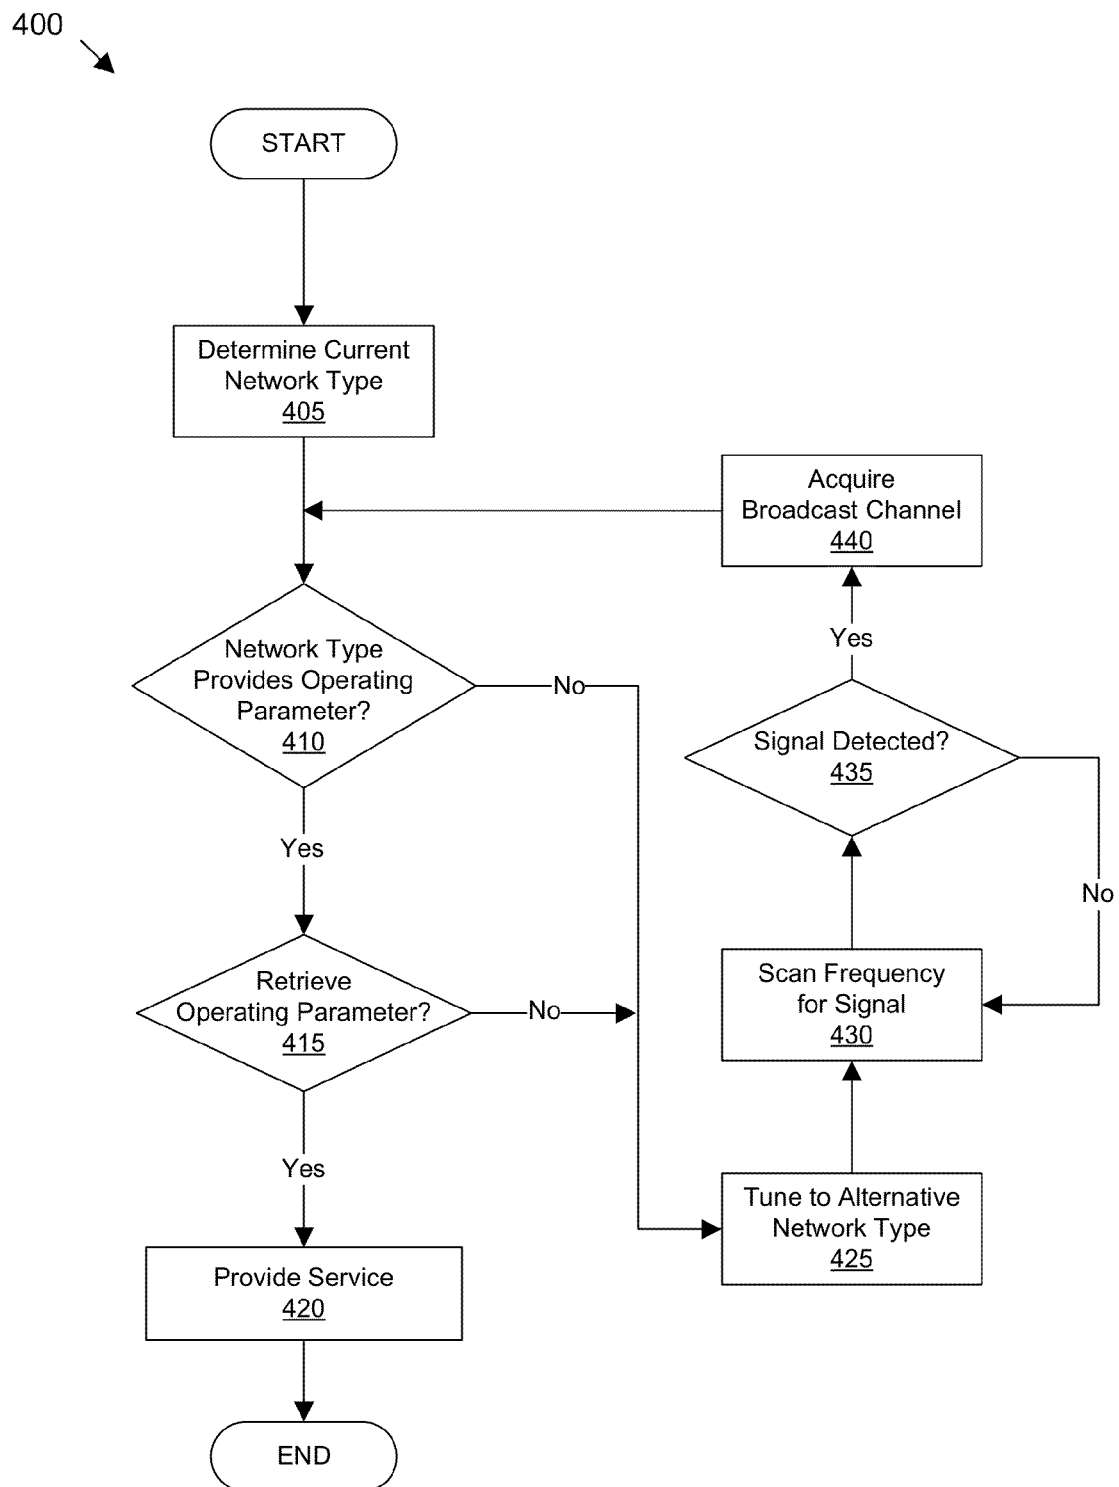 400
START
Determine Current
Network Type
405
Acquire
Broadcast Channel
440
Yes
Network Type
Provides Operating
Parameter?
410
No
Signal Detected?
435
Yes
No
Retrieve
Operating Parameter?
415
No
Scan Frequency
for Signal
430
Yes
Tune to Alternative
Network Type
425
Provide Service
420
END